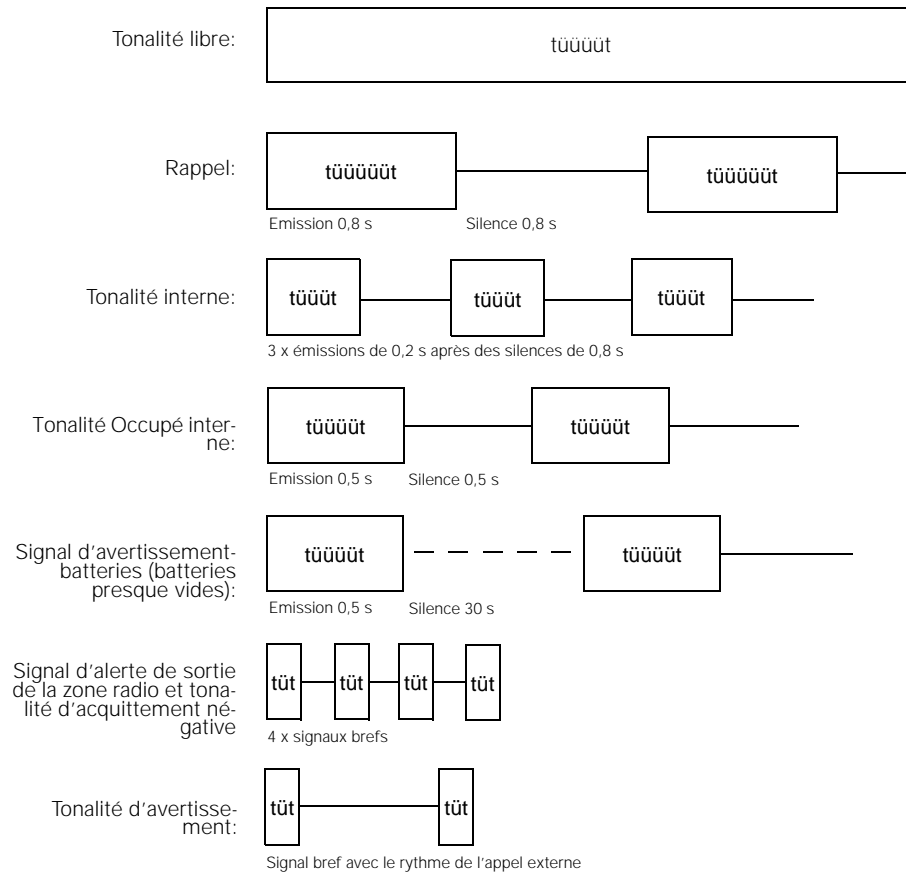 Tonalité libre:
tüüüüt
Rappel:
tüüüüüt
tüüüüüt
Emission 0,8 s
Silence 0,8 s
Tonalité interne:
tüüüt
tüüüt
tüüüt
3 x émissions de 0,2 s après des silences de 0,8 s
Tonalité Occupé inter-
ne:
tüüüüt
tüüüüt
Emission 0,5 s
Silence 0,5 s
Signal d'avertissement-
batteries (batteries
presque vides):
tüüüüt
tüüüüt
Emission 0,5 s
Silence 30 s
Signal d'alerte de sortie
de la zone radio et tona-
lité d'acquittement né-
gative
tüt
tüt
tüt
tüt
4 x signaux brefs
Tonalité d'avertisse-
ment:
tüt
tüt
Signal bref avec le rythme de l'appel externe